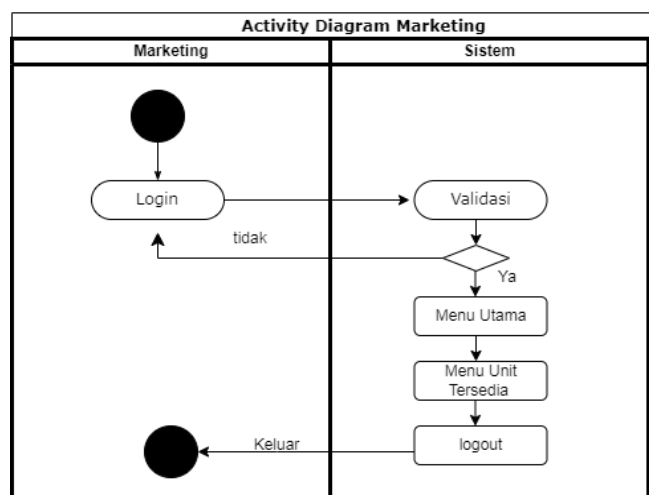 Activity Diagram Marketing
Marketing
Sistem
Login
Validasi
tidak
Ya
Menu Utama
Menu Unit
Tersedia
Keluar
logout